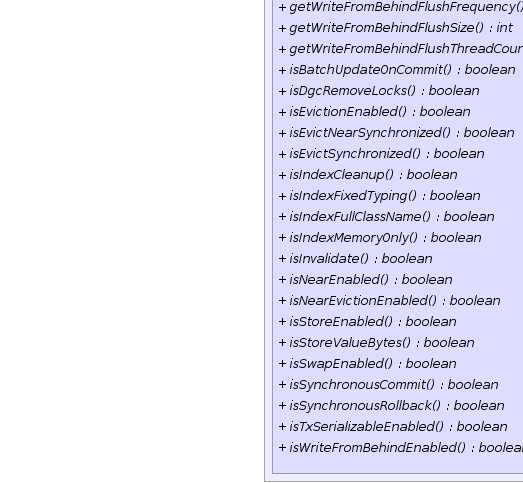 + getWriteFromBehindFlushFrequency()
+ getWriteFromBehindFlushSize() : int
+ getWriteFromBehindFlushThreadCoun
+ isBatchUpdateOnCommit() : boolean
+ isDgcRemoveLocks() : boolean
+ isEvictionEnabled() : boolean
+ isEvictNearSynchronized() : boolean
+ isEvictSynchronized() : boolean
+ isIndexCleanup() : boolean
+ isIndexFixedTyping() : boolean
+ isIndexFullClassName() : boolean
+ isIndexMemoryOnly() : boolean
+ isInvalidate() : boolean
+ isNearEnabled() : boolean
+ isNearEvictionEnabled() : boolean
+ isStoreEnabled() : boolean
+ isStoreValueBytes() : boolean
+ isSwapEnabled() : boolean
+ isSynchronousCommit() : boolean
+ isSynchronousRollback() : boolean
+ isTxSerializableEnabled() : boolean
+ isWriteFromBehindEnabled() : boolean